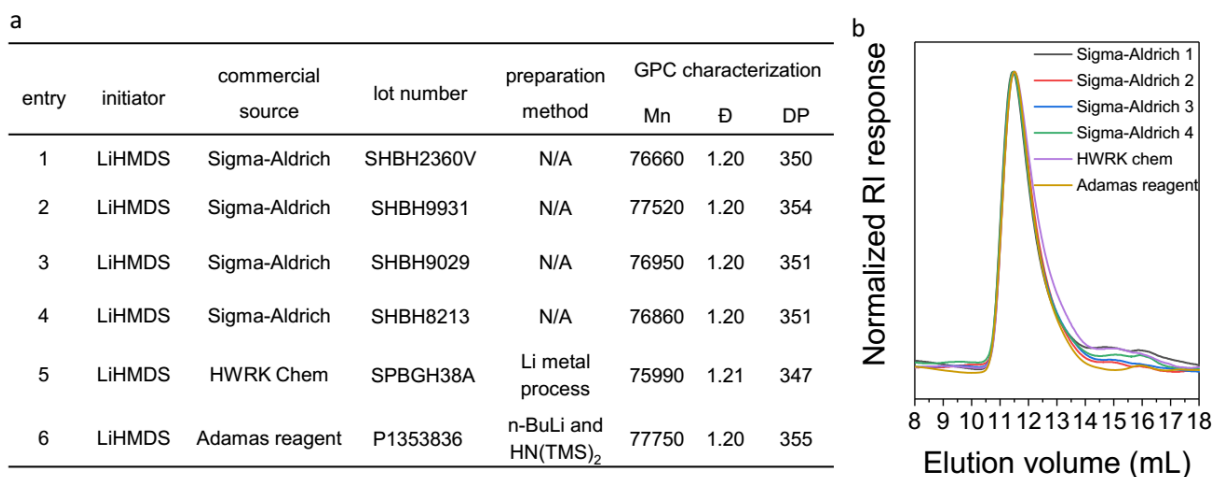 a
entry initiator commercial source lot number preparation method GPC characterization
Mn Đ DP
1 LiHMDS Sigma-Aldrich SHBH2360V N/A 76660 1.20 350
2 LiHMDS Sigma-Aldrich SHBH9931 N/A 77520 1.20 354
3 LiHMDS Sigma-Aldrich SHBH9029 N/A 76950 1.20 351
4 LiHMDS Sigma-Aldrich SHBH8213 N/A 76860 1.20 351
5 LiHMDS HWRK Chem SPBGH38A Li metal process 75990 1.21 347
6 LiHMDS Adamas reagent P1353836 n-BuLi and HN(TMS)₂ 77750 1.20 355
b
Normalized RI response
Sigma-Aldrich 1
Sigma-Aldrich 2
Sigma-Aldrich 3
Sigma-Aldrich 4
HWRK chem
Adamas reagent
8 9 10 11 12 13 14 15 16 17 18
Elution volume (mL)